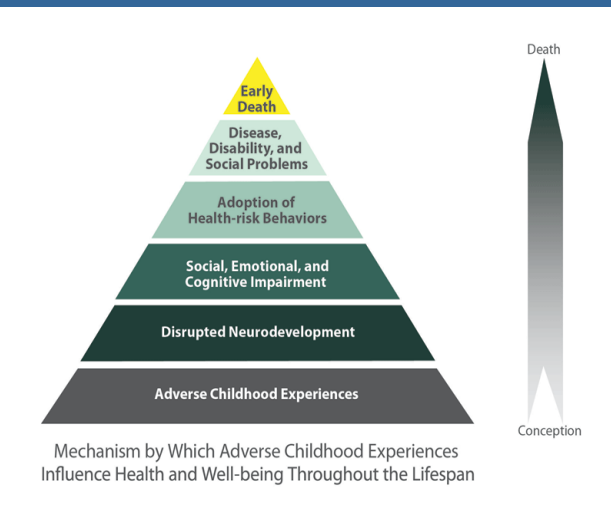 Death
Early
Death
Disease,
Disability, and
Social Problems
Adoption of
Health-risk Behaviors
Social, Emotional, and
Cognitive Impairment
Disrupted Neurodevelopment
Adverse Childhood Experiences
Conception
Mechanism by Which Adverse Childhood Experiences
Influence Health and Well-being Throughout the Lifespan